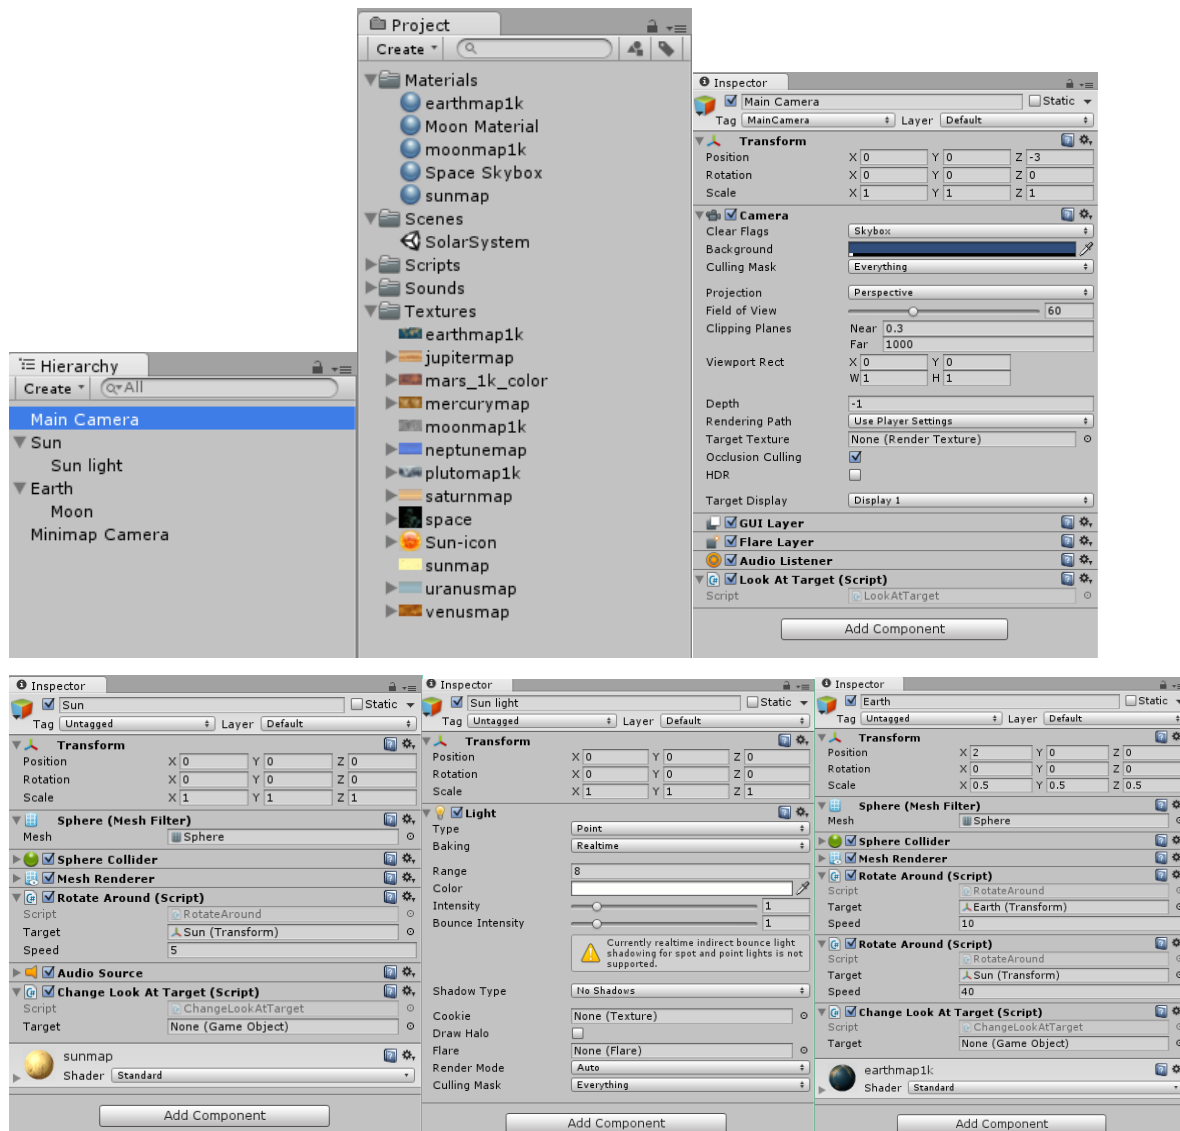 Project
Create
Materials
earthmap1k
Moon Material
moonmap1k
Space Skybox
sunmap
Scenes
SolarSystem
Scripts
Sounds
Textures
earthmap1k
jupitermap
mars_1k_color
mercurymap
moonmap1k
neptunemap
plutomap1k
saturnmap
space
Sun-icon
sunmap
uranusmap
venusmap
Hierarchy
Create All
Main Camera
Sun
Sun light
Earth
Moon
Minimap Camera
Inspector
Main Camera Static
Tag MainCamera Layer Default
Transform
Position X 0 Y 0 Z -3
Rotation X 0 Y 0 Z 0
Scale X 1 Y 1 Z 1
Camera
Clear Flags Skybox
Background
Culling Mask Everything
Projection Perspective
Field of View 60
Clipping Planes Near 0.3
Far 1000
Viewport Rect X 0 Y 0
W 1 H 1
Depth -1
Rendering Path Use Player Settings
Target Texture None (Render Texture)
Occlusion Culling
HDR
Target Display Display 1
GUI Layer
Flare Layer
Audio Listener
Look At Target (Script)
Script LookAtTarget
Add Component
Inspector
Sun Static
Tag Untagged Layer Default
Transform
Position X 0 Y 0 Z 0
Rotation X 0 Y 0 Z 0
Scale X 1 Y 1 Z 1
Sphere (Mesh Filter)
Mesh Sphere
Sphere Collider
Mesh Renderer
Rotate Around (Script)
Script RotateAround
Target Sun (Transform)
Speed 5
Audio Source
Change Look At Target (Script)
Script ChangeLookAtTarget
Target None (Game Object)
sunmap
Shader Standard
Add Component
Inspector
Sun light Static
Tag Untagged Layer Default
Transform
Position X 0 Y 0 Z 0
Rotation X 0 Y 0 Z 0
Scale X 1 Y 1 Z 1
Light
Type Point
Baking Realtime
Range 8
Color
Intensity 1
Bounce Intensity 1
Currently realtime indirect bounce light
shadowing for spot and point lights is not
supported.
Shadow Type No Shadows
Cookie None (Texture)
Draw Halo
Flare None (Flare)
Render Mode Auto
Culling Mask Everything
Add Component
Inspector
Earth Static
Tag Untagged Layer Default
Transform
Position X 2 Y 0 Z 0
Rotation X 0 Y 0 Z 0
Scale X 0.5 Y 0.5 Z 0.5
Sphere (Mesh Filter)
Mesh Sphere
Sphere Collider
Mesh Renderer
Rotate Around (Script)
Script RotateAround
Target Earth (Transform)
Speed 10
Rotate Around (Script)
Script RotateAround
Target Sun (Transform)
Speed 40
Change Look At Target (Script)
Script ChangeLookAtTarget
Target None (Game Object)
earthmap1k
Shader Standard
Add Component